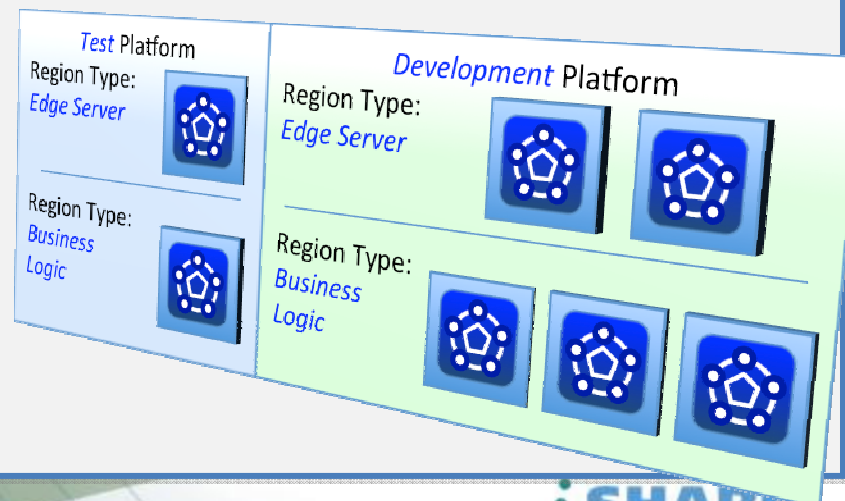 Test Platform
Region Type:
Edge Server
Region Type:
Business
Logic
Development Platform
Region Type:
Edge Server
Region Type:
Business
Logic